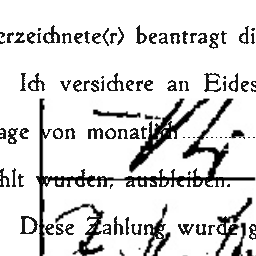 erzeichnete(r) beantragt di
Ich versichere an Eides
age von monatlich
hlt wurden, ausbleiben.
Diese Zahlung wurde g